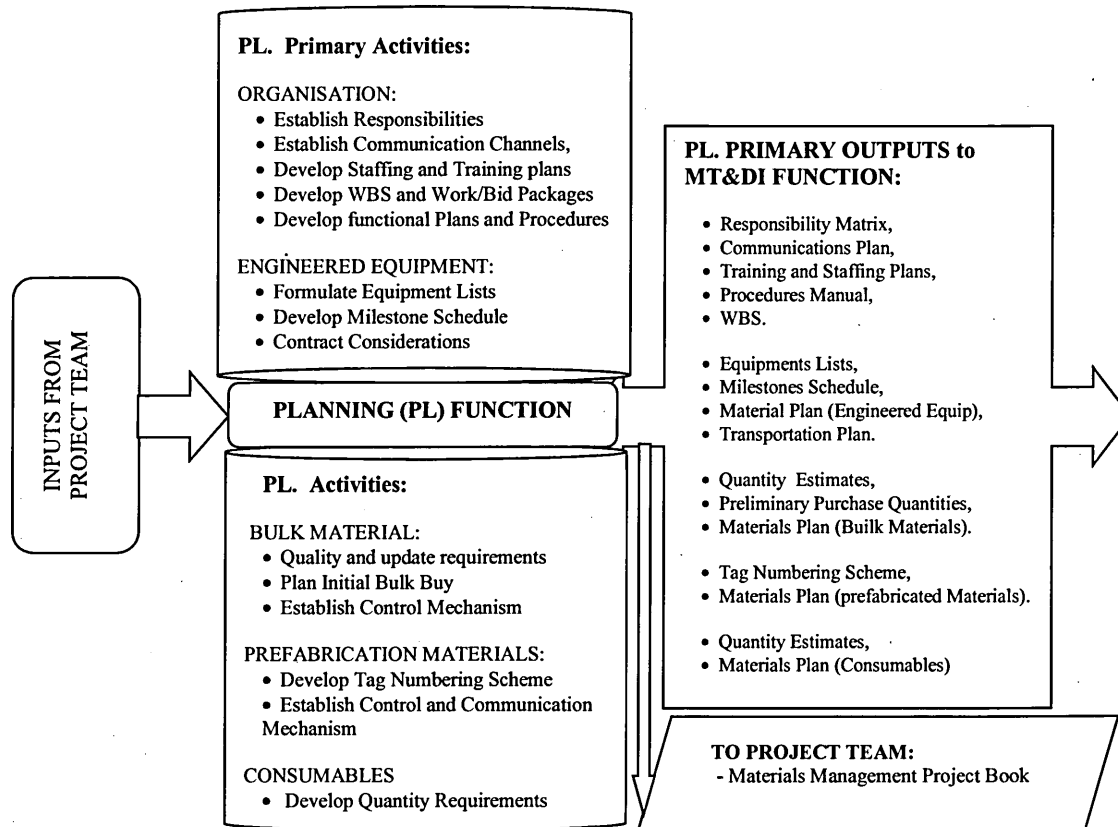 INPUTS FROM
PROJECT TEAM
PL. Primary Activities:
ORGANISATION:
• Establish Responsibilities
• Establish Communication Channels,
• Develop Staffing and Training plans
• Develop WBS and Work/Bid Packages
• Develop functional Plans and Procedures
ENGINEERED EQUIPMENT:
• Formulate Equipment Lists
• Develop Milestone Schedule
• Contract Considerations
PLANNING (PL) FUNCTION
PL. Activities:
BULK MATERIAL:
• Quality and update requirements
• Plan Initial Bulk Buy
• Establish Control Mechanism
PREFABRICATION MATERIALS:
• Develop Tag Numbering Scheme
• Establish Control and Communication
Mechanism
CONSUMABLES
• Develop Quantity Requirements
PL. PRIMARY OUTPUTS to
MT&DI FUNCTION:
• Responsibility Matrix,
• Communications Plan,
• Training and Staffing Plans,
• Procedures Manual,
• WBS.
• Equipments Lists,
• Milestones Schedule,
• Material Plan (Engineered Equip),
• Transportation Plan.
• Quantity Estimates,
• Preliminary Purchase Quantities,
• Materials Plan (Builk Materials).
• Tag Numbering Scheme,
• Materials Plan (prefabricated Materials).
• Quantity Estimates,
• Materials Plan (Consumables)
TO PROJECT TEAM:
- Materials Management Project Book